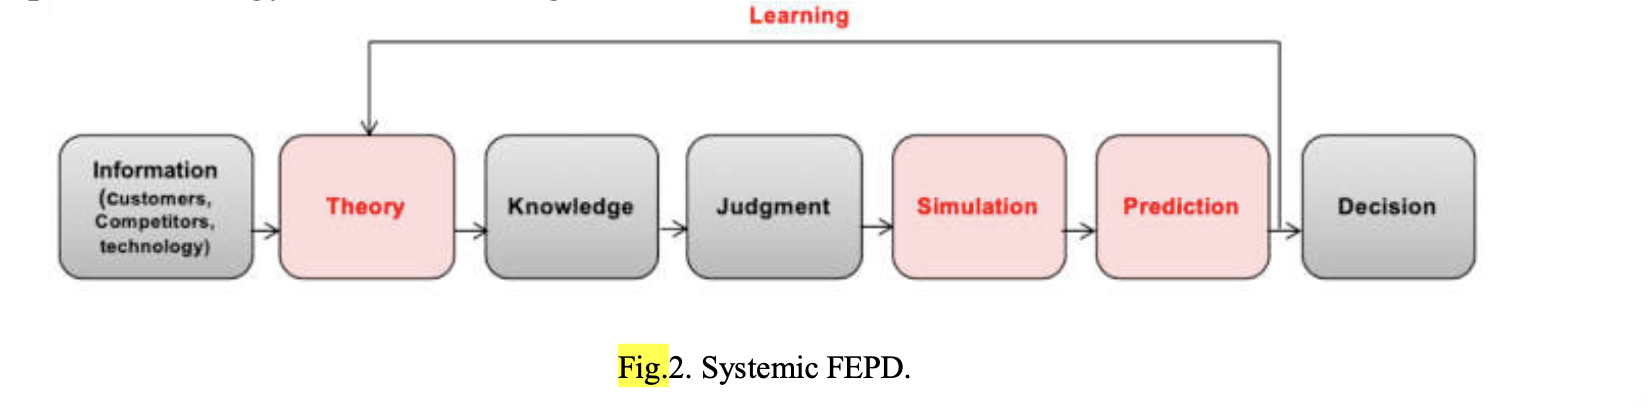 Learning
Information
(Customers,
Competitors,
technology)
Theory
Knowledge
Judgment
Simulation
Prediction
Decision
Fig.2. Systemic FEPD.